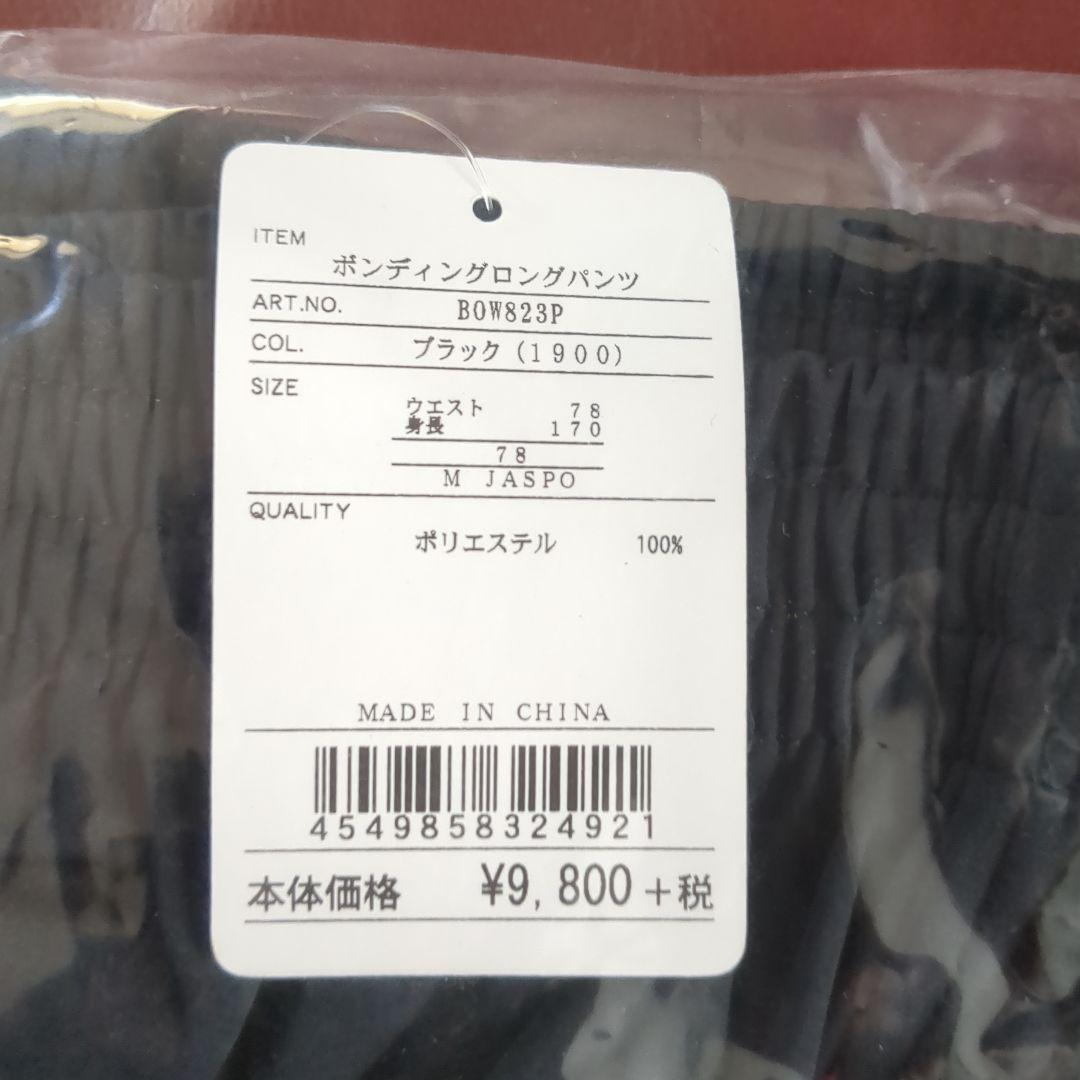 ITEM
ボンディングロングパンツ
ART.NO. BOW823P
COL. ブラック(1900)
SIZE
ウエスト 78
身長 170
78
M JASPO
QUALITY
ポリエステル 100%
MADE IN CHINA
4549858324921
本体価格 ¥9,800+税